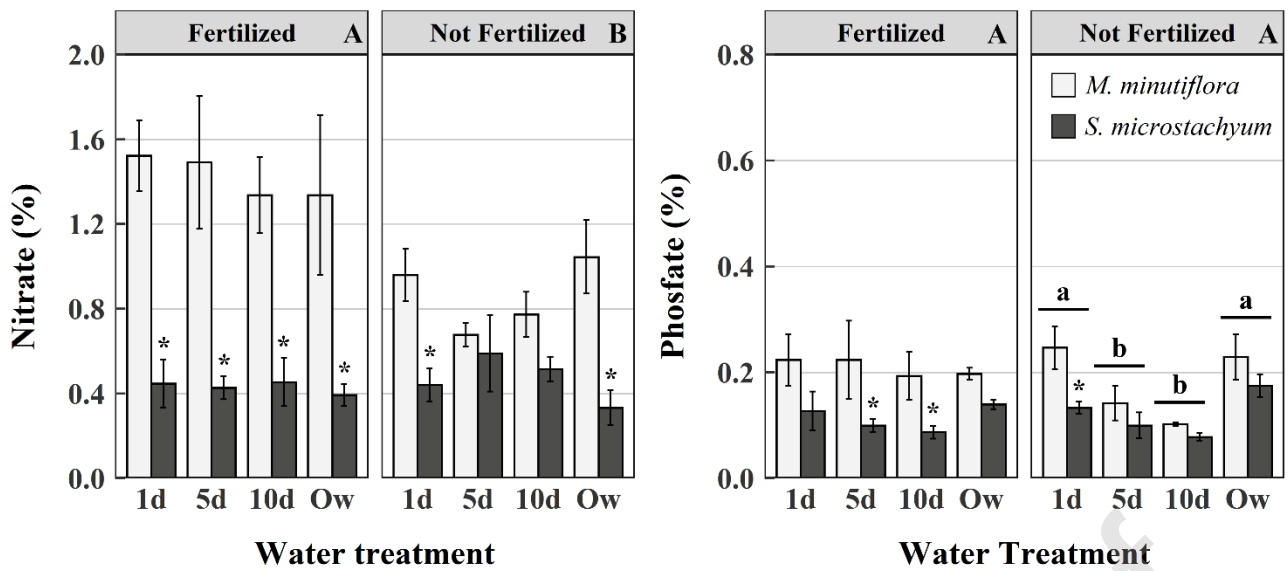 Fertilized A
Not Fertilized B
Nitrate (%)
2.0
1.6
1.2
0.8
0.4
0.0
* * * *
* *
1d 5d 10d Ow
1d 5d 10d Ow
Water treatment
Fertilized A
Not Fertilized A
M. minutiflora
S. microstachyum
Phosfate (%)
0.8
0.6
0.4
0.2
0.0
* *
a b b a
*
1d 5d 10d Ow
1d 5d 10d Ow
Water Treatment